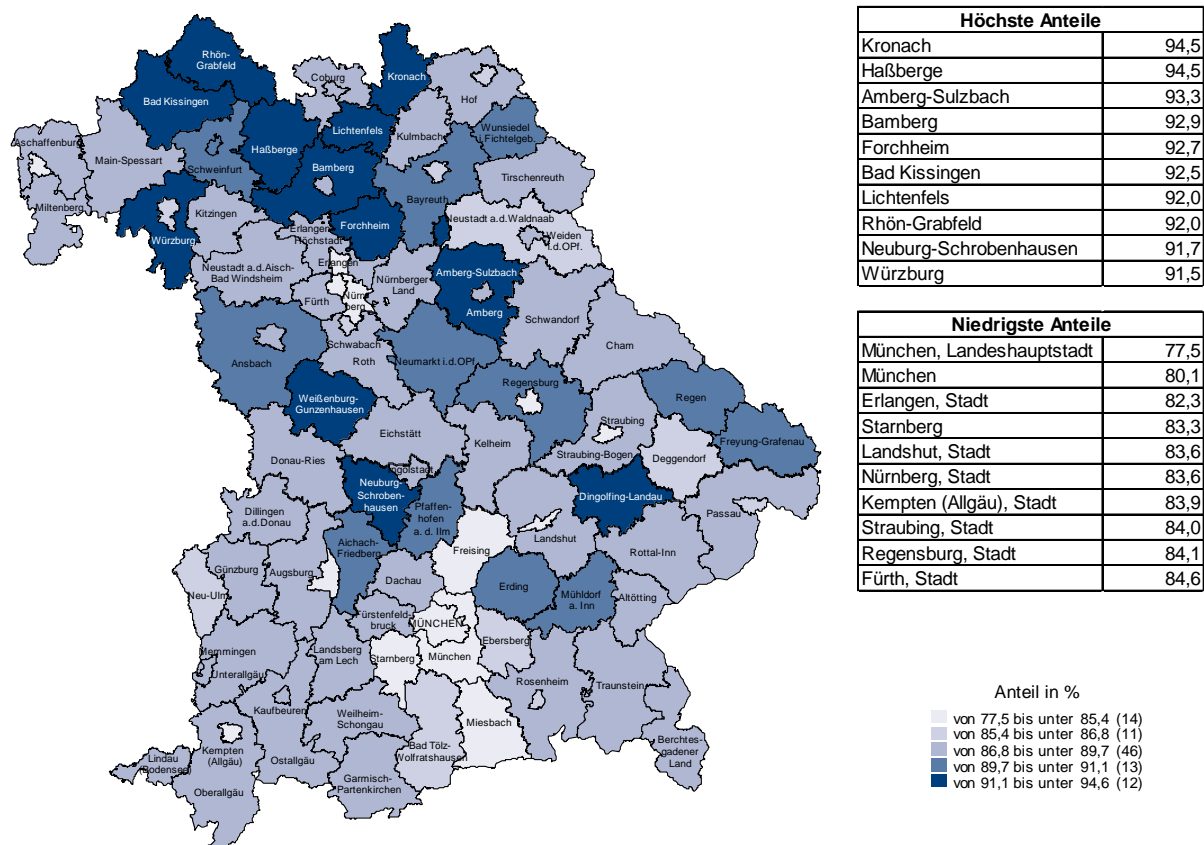 Rhön-
Grabfeld
Coburg
Kronach
Hof
Bad Kissingen
Lichtenfels
Kulmbach
Wunsiedel
i.Fichtelgeb.
Aschaffenburg
Main-Spessart
Schweinfurt
Haßberge
Bamberg
Tirschenreuth
Miltenberg
Kitzingen
Bayreuth
Neustadt a.d.Waldnaab
Würzburg
Erlangen-
Höchstadt
Forchheim
Weiden
i.d.OPf.
Erlangen
Neustadt a.d.Aisch-
Bad Windsheim
Nürnberger
Land
Amberg-Sulzbach
Fürth
Nürn
berg
Amberg
Schwandorf
Schwabach
Roth
Cham
Ansbach
Neumarkt i.d.OPf.
Regensburg
Regen
Weißenburg-
Gunzenhausen
Straubing
Eichstätt
Kelheim
Freyung-Grafenau
Straubing-Bogen
Deggendorf
Donau-Ries
Ingolstadt
Neuburg-
Schroben-
hausen
Dingolfing-Landau
Passau
Dillingen
a.d.Donau
Pfaffen-
hofen
a. d. Ilm
Landshut
Aichach-
Friedberg
Freising
Rottal-Inn
Günzburg
Augsburg
Dachau
Erding
Mühldorf
a. Inn
Altötting
Neu-Ulm
Fürstenfeld-
bruck
MÜNCHEN
Ebersberg
Memmingen
Landsberg
am Lech
Starnberg
München
Unterallgäu
Rosenheim
Traunstein
Kaufbeuren
Weilheim-
Schongau
Miesbach
Bad Tölz-
Wolfratshausen
Berchtes-
gadener
Land
Lindau
(Bodensee)
Kempten
(Allgäu)
Ostallgäu
Garmisch-
Partenkirchen
Oberallgäu
Höchste Anteile
Kronach 94,5
Haßberge 94,5
Amberg-Sulzbach 93,3
Bamberg 92,9
Forchheim 92,7
Bad Kissingen 92,5
Lichtenfels 92,0
Rhön-Grabfeld 92,0
Neuburg-Schrobenhausen 91,7
Würzburg 91,5
Niedrigste Anteile
München, Landeshauptstadt 77,5
München 80,1
Erlangen, Stadt 82,3
Starnberg 83,3
Landshut, Stadt 83,6
Nürnberg, Stadt 83,6
Kempten (Allgäu), Stadt 83,9
Straubing, Stadt 84,0
Regensburg, Stadt 84,1
Fürth, Stadt 84,6
Anteil in %
von 77,5 bis unter 85,4 (14)
von 85,4 bis unter 86,8 (11)
von 86,8 bis unter 89,7 (46)
von 89,7 bis unter 91,1 (13)
von 91,1 bis unter 94,6 (12)